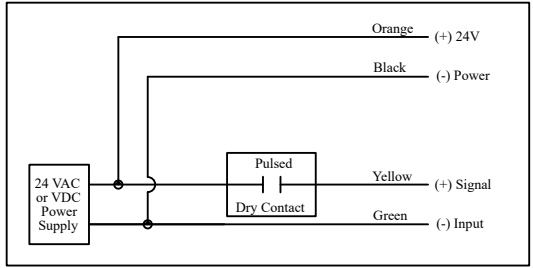 Orange (+) 24V
Black (-) Power
Pulsed
24 VAC
or VDC
Power
Supply
Yellow (+) Signal
Dry Contact
Green (-) Input